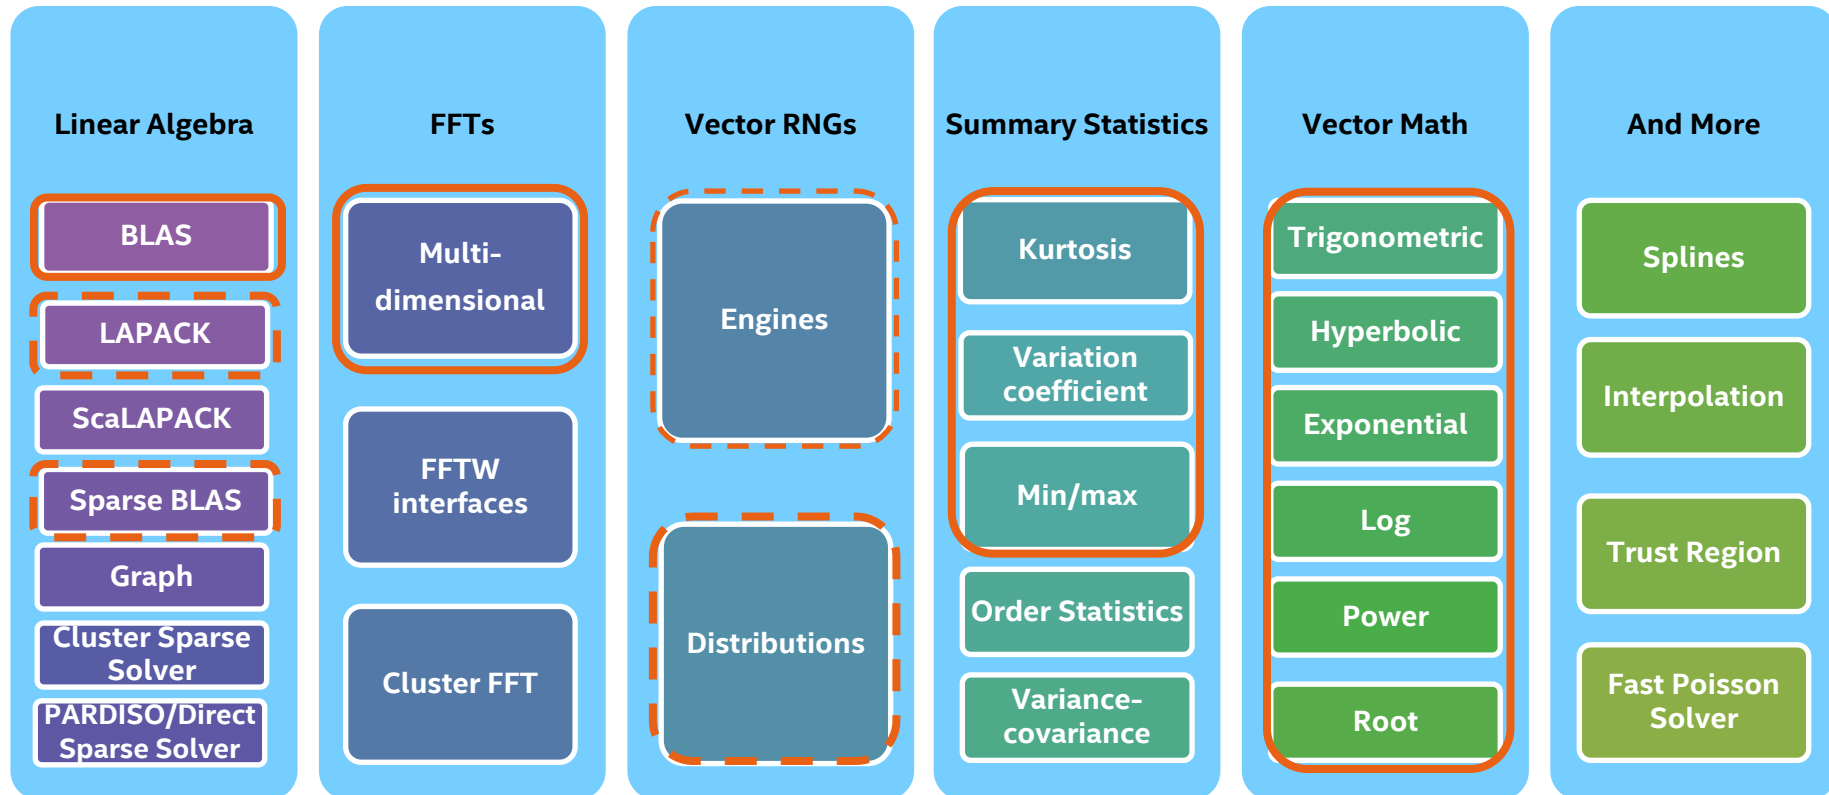 Linear Algebra
BLAS
LAPACK
ScaLAPACK
Sparse BLAS
Graph
Cluster Sparse
Solver
PARDISO/Direct
Sparse Solver
FFTs
Multi-
dimensional
FFTW
interfaces
Cluster FFT
Vector RNGs
Engines
Distributions
Summary Statistics
Kurtosis
Variation
coefficient
Min/max
Order Statistics
Variance-
covariance
Vector Math
Trigonometric
Hyperbolic
Exponential
Log
Power
Root
And More
Splines
Interpolation
Trust Region
Fast Poisson
Solver